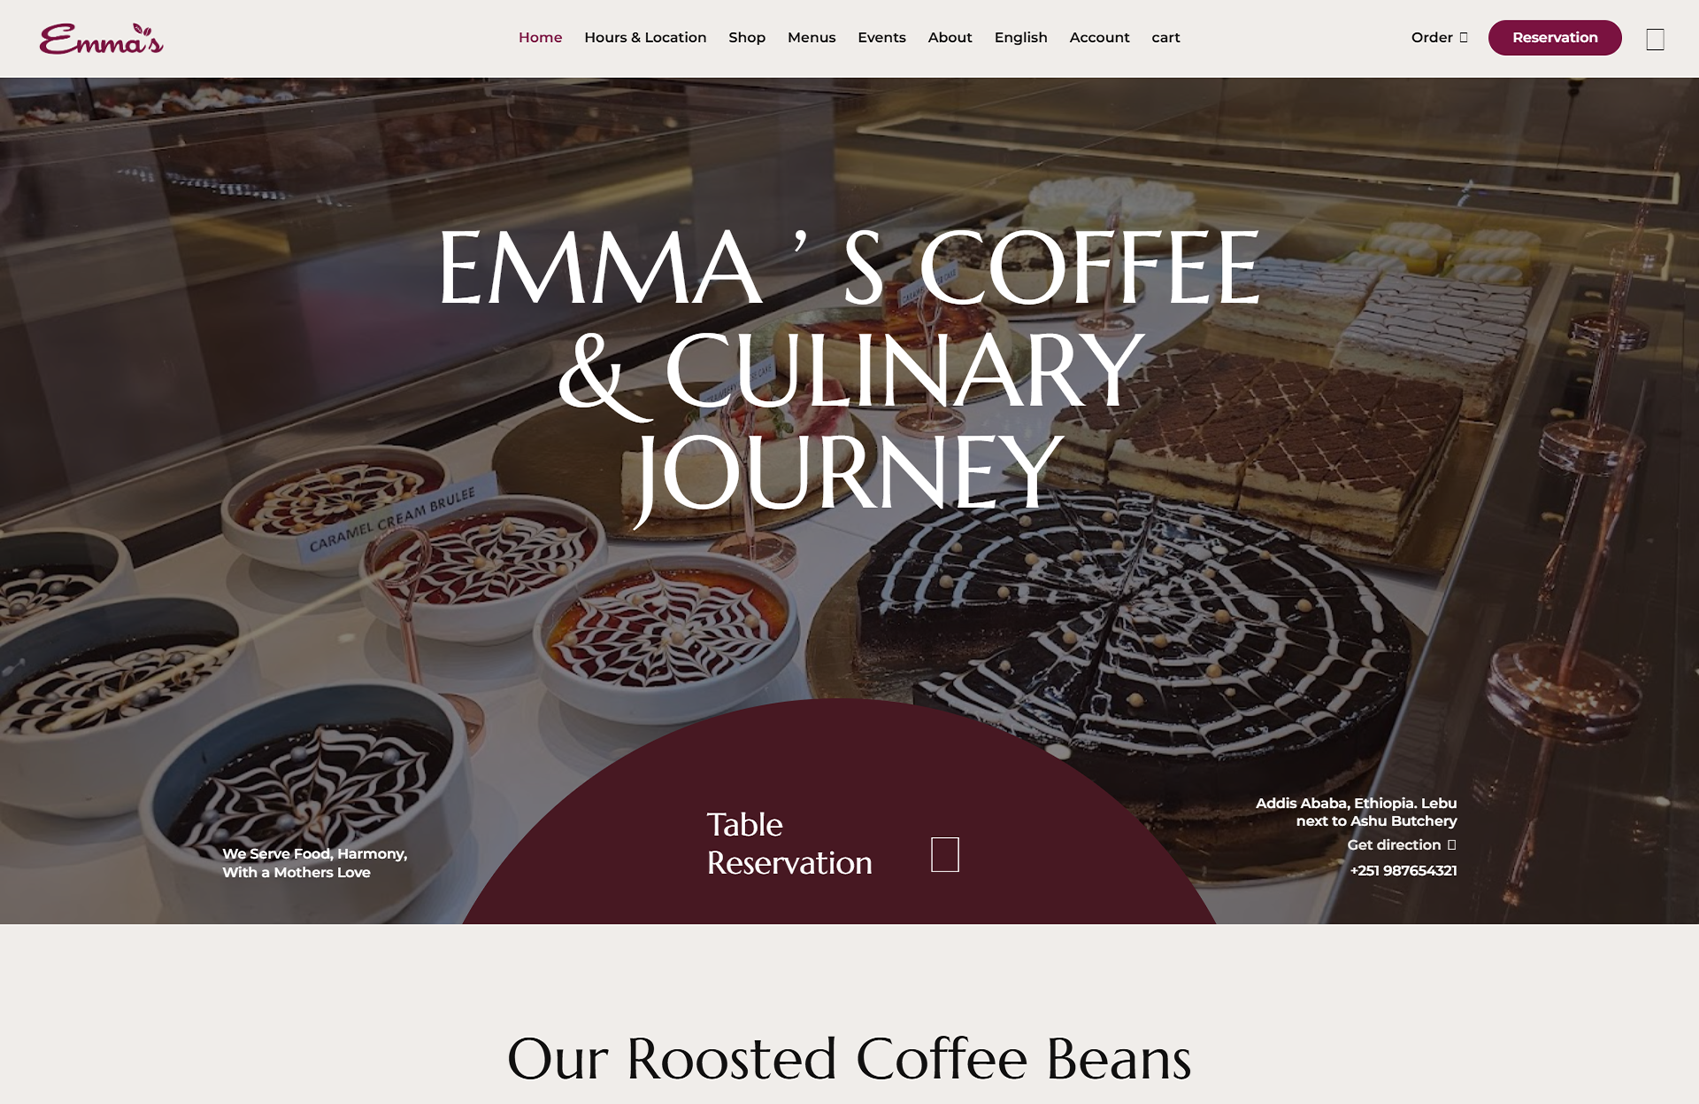 Emma's
Home
Hours & Location
Shop
Menus
Events
About
English
Account
cart
Order
Reservation
EMMA ’ S COFFEE
& CULINARY
JOURNEY
CARAMEL CREAM BRULEE
Table
Reservation
We Serve Food, Harmony,
With a Mothers Love
Addis Ababa, Ethiopia. Lebu
next to Ashu Butchery
Get direction
+251 987654321
Our Roosted Coffee Beans